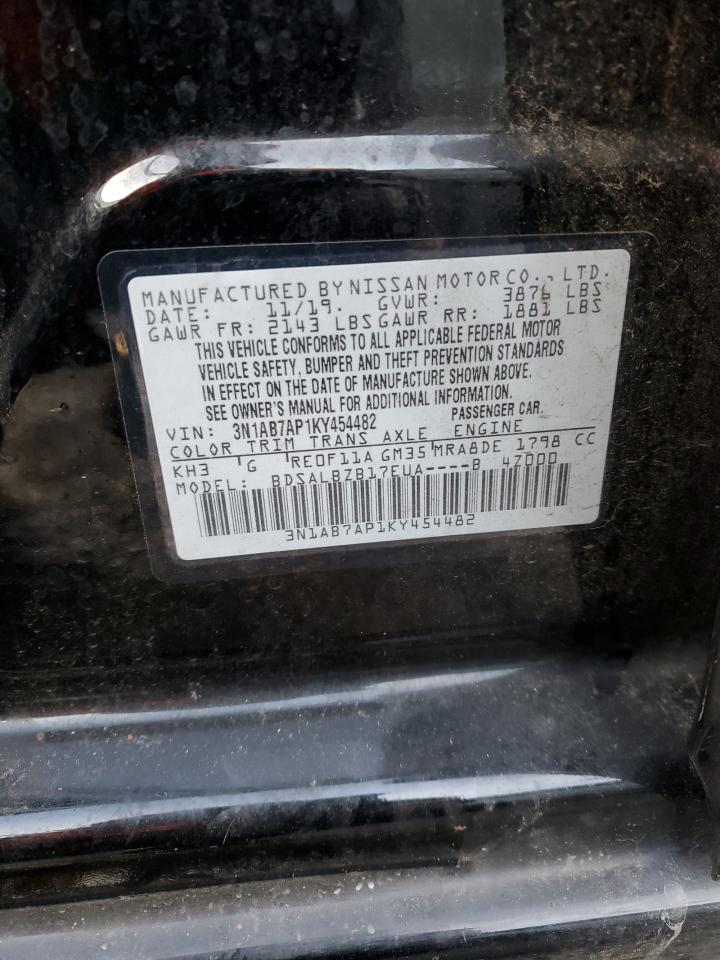 MANUFACTURED BY NISSAN MOTOR CO., LTD.
DATE: 11/19. GVWR: 3876 LBS
GAWR FR: 2143 LBS GAWR RR: 1881 LBS
THIS VEHICLE CONFORMS TO ALL APPLICABLE FEDERAL MOTOR
VEHICLE SAFETY, BUMPER AND THEFT PREVENTION STANDARDS
IN EFFECT ON THE DATE OF MANUFACTURE SHOWN ABOVE.
SEE OWNER'S MANUAL FOR ADDITIONAL INFORMATION.
VIN: 3N1AB7AP1KY454482 PASSENGER CAR.
COLOR TRIM TRANS AXLE ENGINE
KH3 G RE0F11A GM35 MRA8DE 1798 CC
MODEL: BDSALBZB17EUA----B 4Z000
3N1AB7AP1KY454482